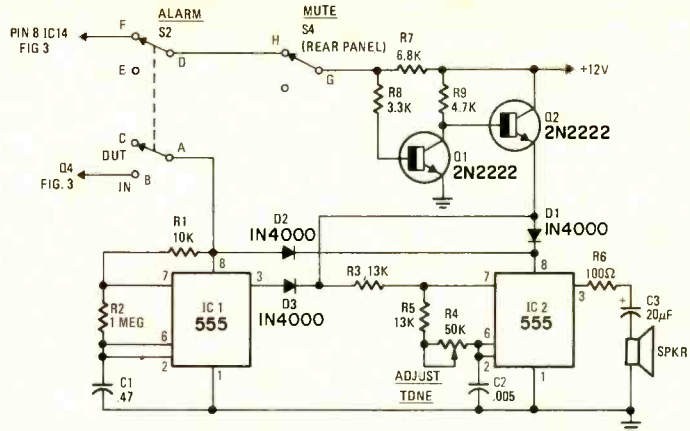 ALARM
S2
MUTE
S4
(REAR PANEL)
PIN 8 IC14
FIG 3
F
E
D
H
G
R7
6.8K
R8
3.3K
R9
4.7K
+12V
Q2
2N2222
Q1
2N2222
C
OUT
A
Q4
FIG. 3
IN
B
R1
10K
D2
1N4000
D1
1N4000
R2
1 MEG
7
8
3
6
2
1
IC 1
555
D3
1N4000
R3, 13K
R5
13K
R4
50K
ADJUST
TONE
7
8
3
6
2
1
IC 2
555
R6
100Ω
+
C3
20µF
SPKR
C1
.47
C2
.005